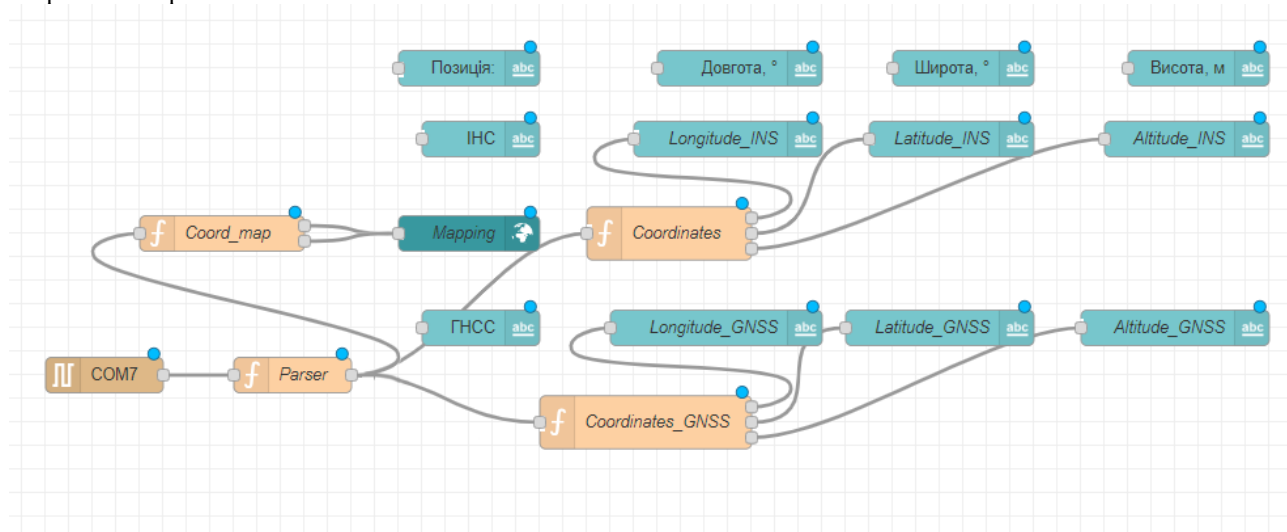 Позиція: abc
Довгота, ° abc
Широта, ° abc
Висота, м abc
ІНС abc
Longitude_INS abc
Latitude_INS abc
Altitude_INS abc
f Coord_map
Mapping
f Coordinates
ГНСС abc
Longitude_GNSS abc
Latitude_GNSS abc
Altitude_GNSS abc
COM7
f Parser
f Coordinates_GNSS